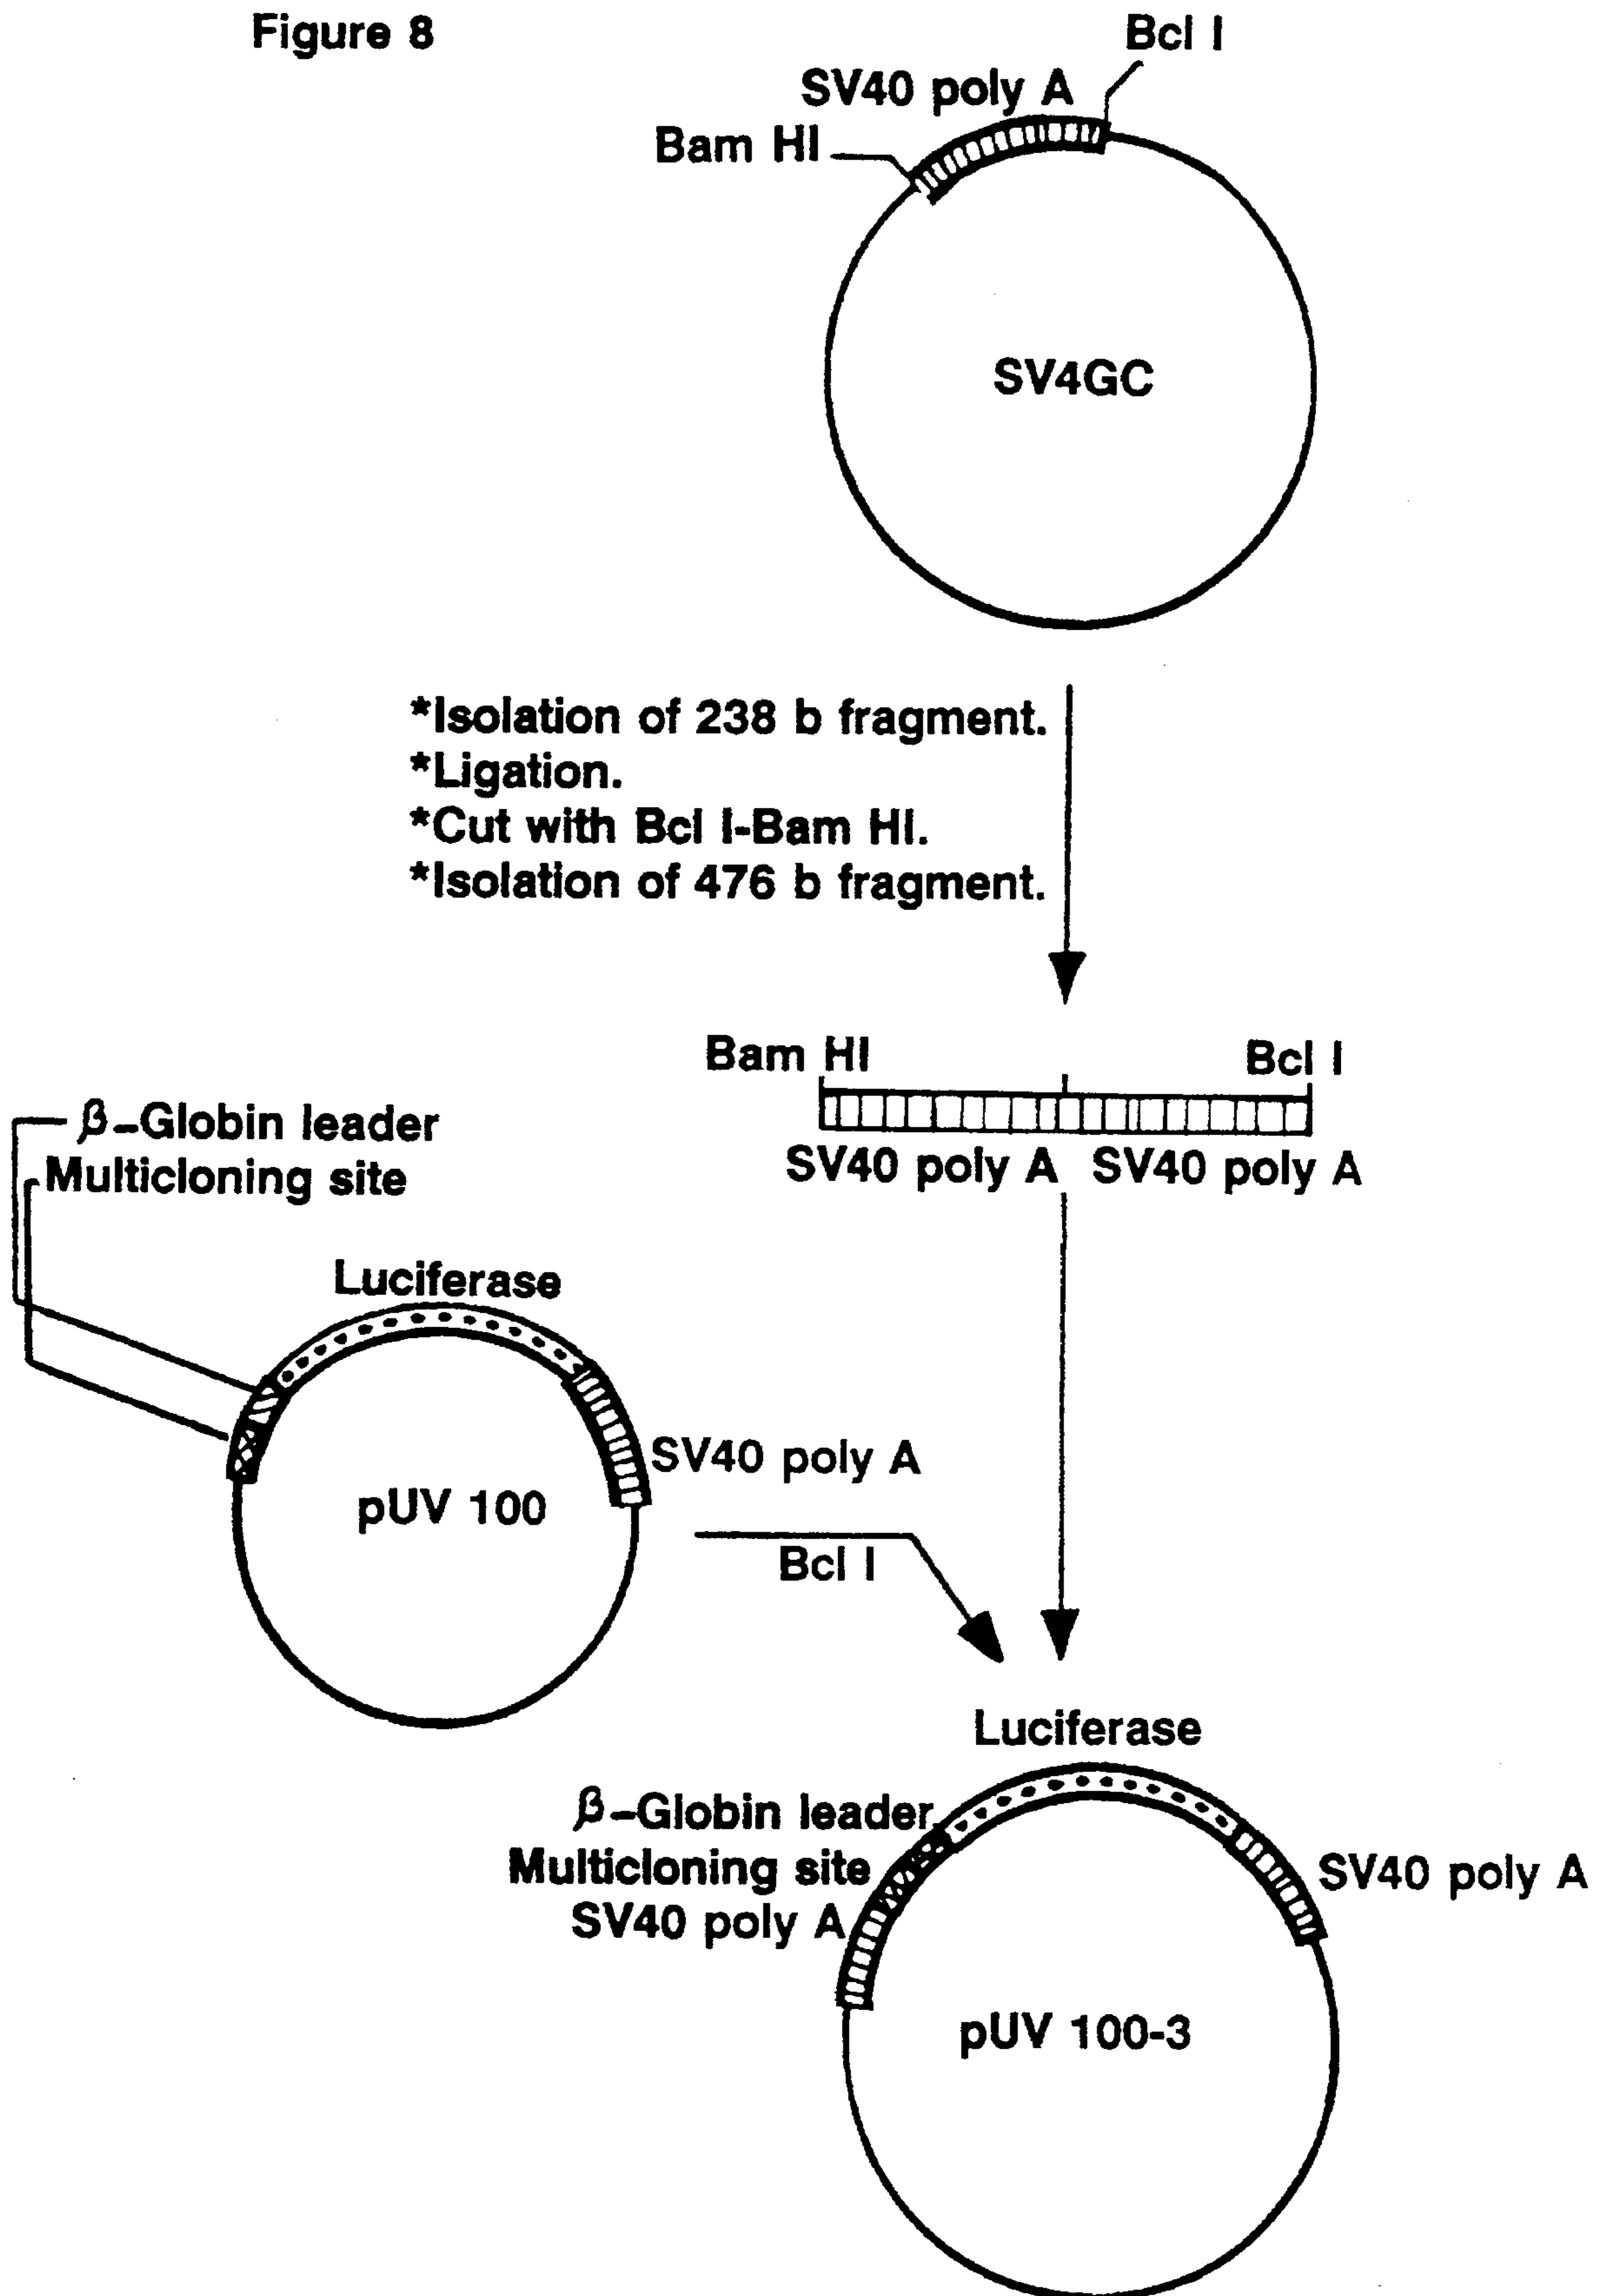 Figure 8
Bcl I
SV40 poly A
Bam HI
SV4GC
*Isolation of 238 b fragment.
*Ligation.
*Cut with Bcl I-Bam HI.
*Isolation of 476 b fragment.
Bam HI
Bcl I
SV40 poly A SV40 poly A
β-Globin leader
Multicloning site
Luciferase
SV40 poly A
pUV 100
Bcl I
Luciferase
β-Globin leader
Multicloning site
SV40 poly A
SV40 poly A
pUV 100-3